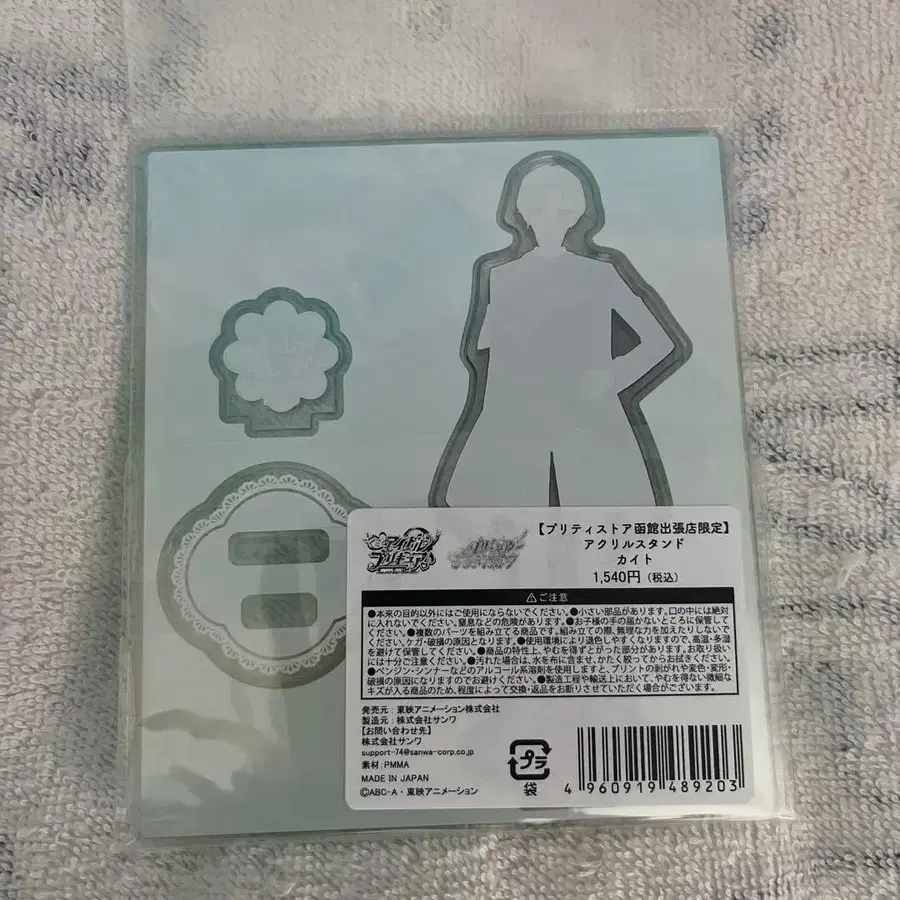 キミとアイドル
プリキュア♪
【プリティストア函館出張店限定】
アクリルスタンド
カイト
1,540円（税込）
⚠ご注意
●本来の目的以外にはご使用にならないでください。●小さい部品があります。口の中には絶対
に入れないでください。窒息などの危険があります。●お子様の手の届かないところに保管して
ください。●複数のパーツを組み立てる商品です。組み立ての際、無理な力を加えたりしないで
ください。ケガ・破損の原因となります。●使用環境により退色しやすくなりますので、高温・多湿
を避けて保管してください。●商品の特性上、やむを得ずとがった部分があります。お取り扱い
には十分ご注意ください。●汚れた場合は、水を布に含ませ、かたく絞ってからお拭きください。
●ベンジン・シンナーなどのアルコール系溶剤を使用しますと、プリントの剥がれや変色・変形・
破損の原因になりますのでお避けください。●製造工程や輸送上において、やむを得ない微細な
キズが入る商品のため、程度によって交換・返品をお断りさせていただく場合がございます。
発売元：東映アニメーション株式会社
製造元：株式会社サンワ
【お問い合わせ先】
株式会社サンワ
support-74@sanwa-corp.co.jp
素材：PMMA
MADE IN JAPAN
©ABC-A・東映アニメーション
プラ
袋
4 960919 489203